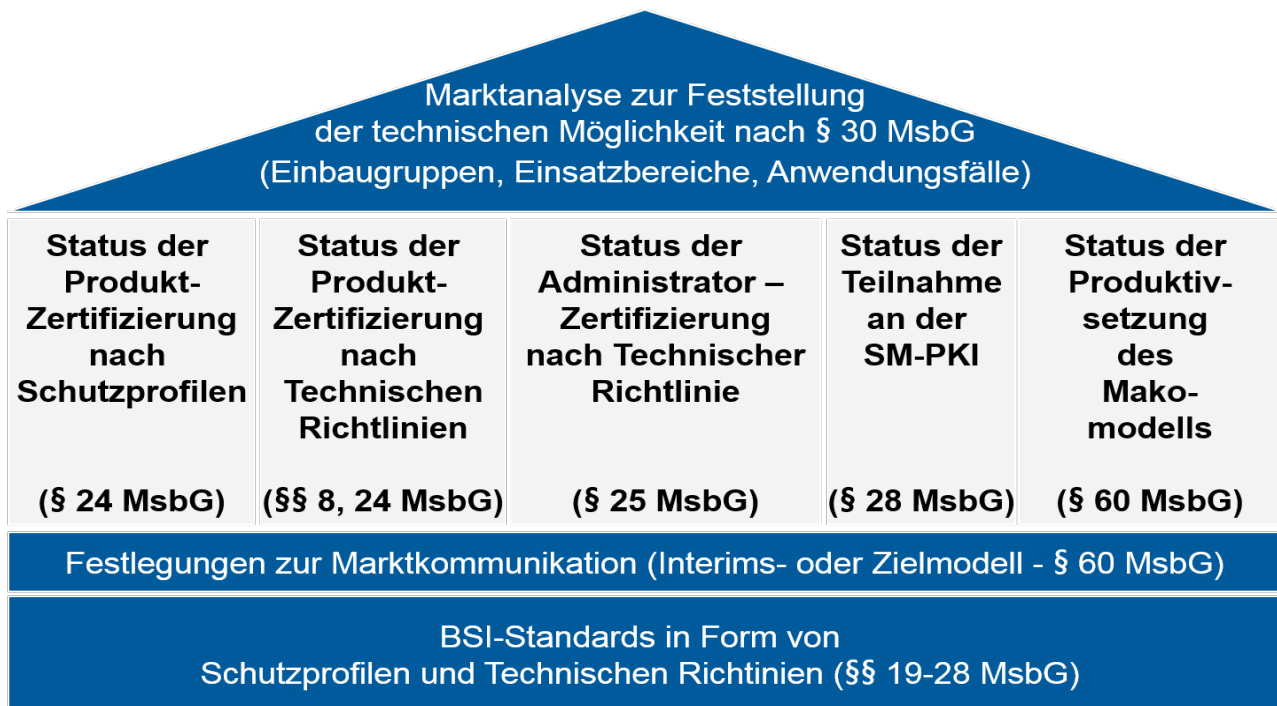 Marktanalyse zur Feststellung
der technischen Möglichkeit nach § 30 MsbG
(Einbaugruppen, Einsatzbereiche, Anwendungsfälle)
Status der
Produkt-
Zertifizierung
nach
Schutzprofilen
(§ 24 MsbG)
Status der
Produkt-
Zertifizierung
nach
Technischen
Richtlinien
(§§ 8, 24 MsbG)
Status der
Administrator –
Zertifizierung
nach Technischer
Richtlinie
(§ 25 MsbG)
Status der
Teilnahme
an der
SM-PKI
(§ 28 MsbG)
Status der
Produktiv-
setzung
des
Mako-
modells
(§ 60 MsbG)
Festlegungen zur Marktkommunikation (Interims- oder Zielmodell - § 60 MsbG)
BSI-Standards in Form von
Schutzprofilen und Technischen Richtinien (§§ 19-28 MsbG)